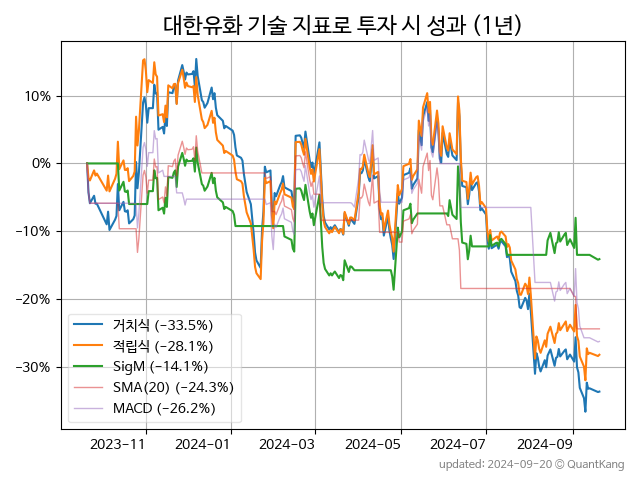 대한유화 기술 지표로 투자 시 성과 (1년)
10%
0%
−10%
−20%
−30%
거치식 (−33.5%)
적립식 (−28.1%)
SigM (−14.1%)
SMA(20) (−24.3%)
MACD (−26.2%)
2023-11 2024-01 2024-03 2024-05 2024-07 2024-09
updated: 2024-09-20 @ QuantKang